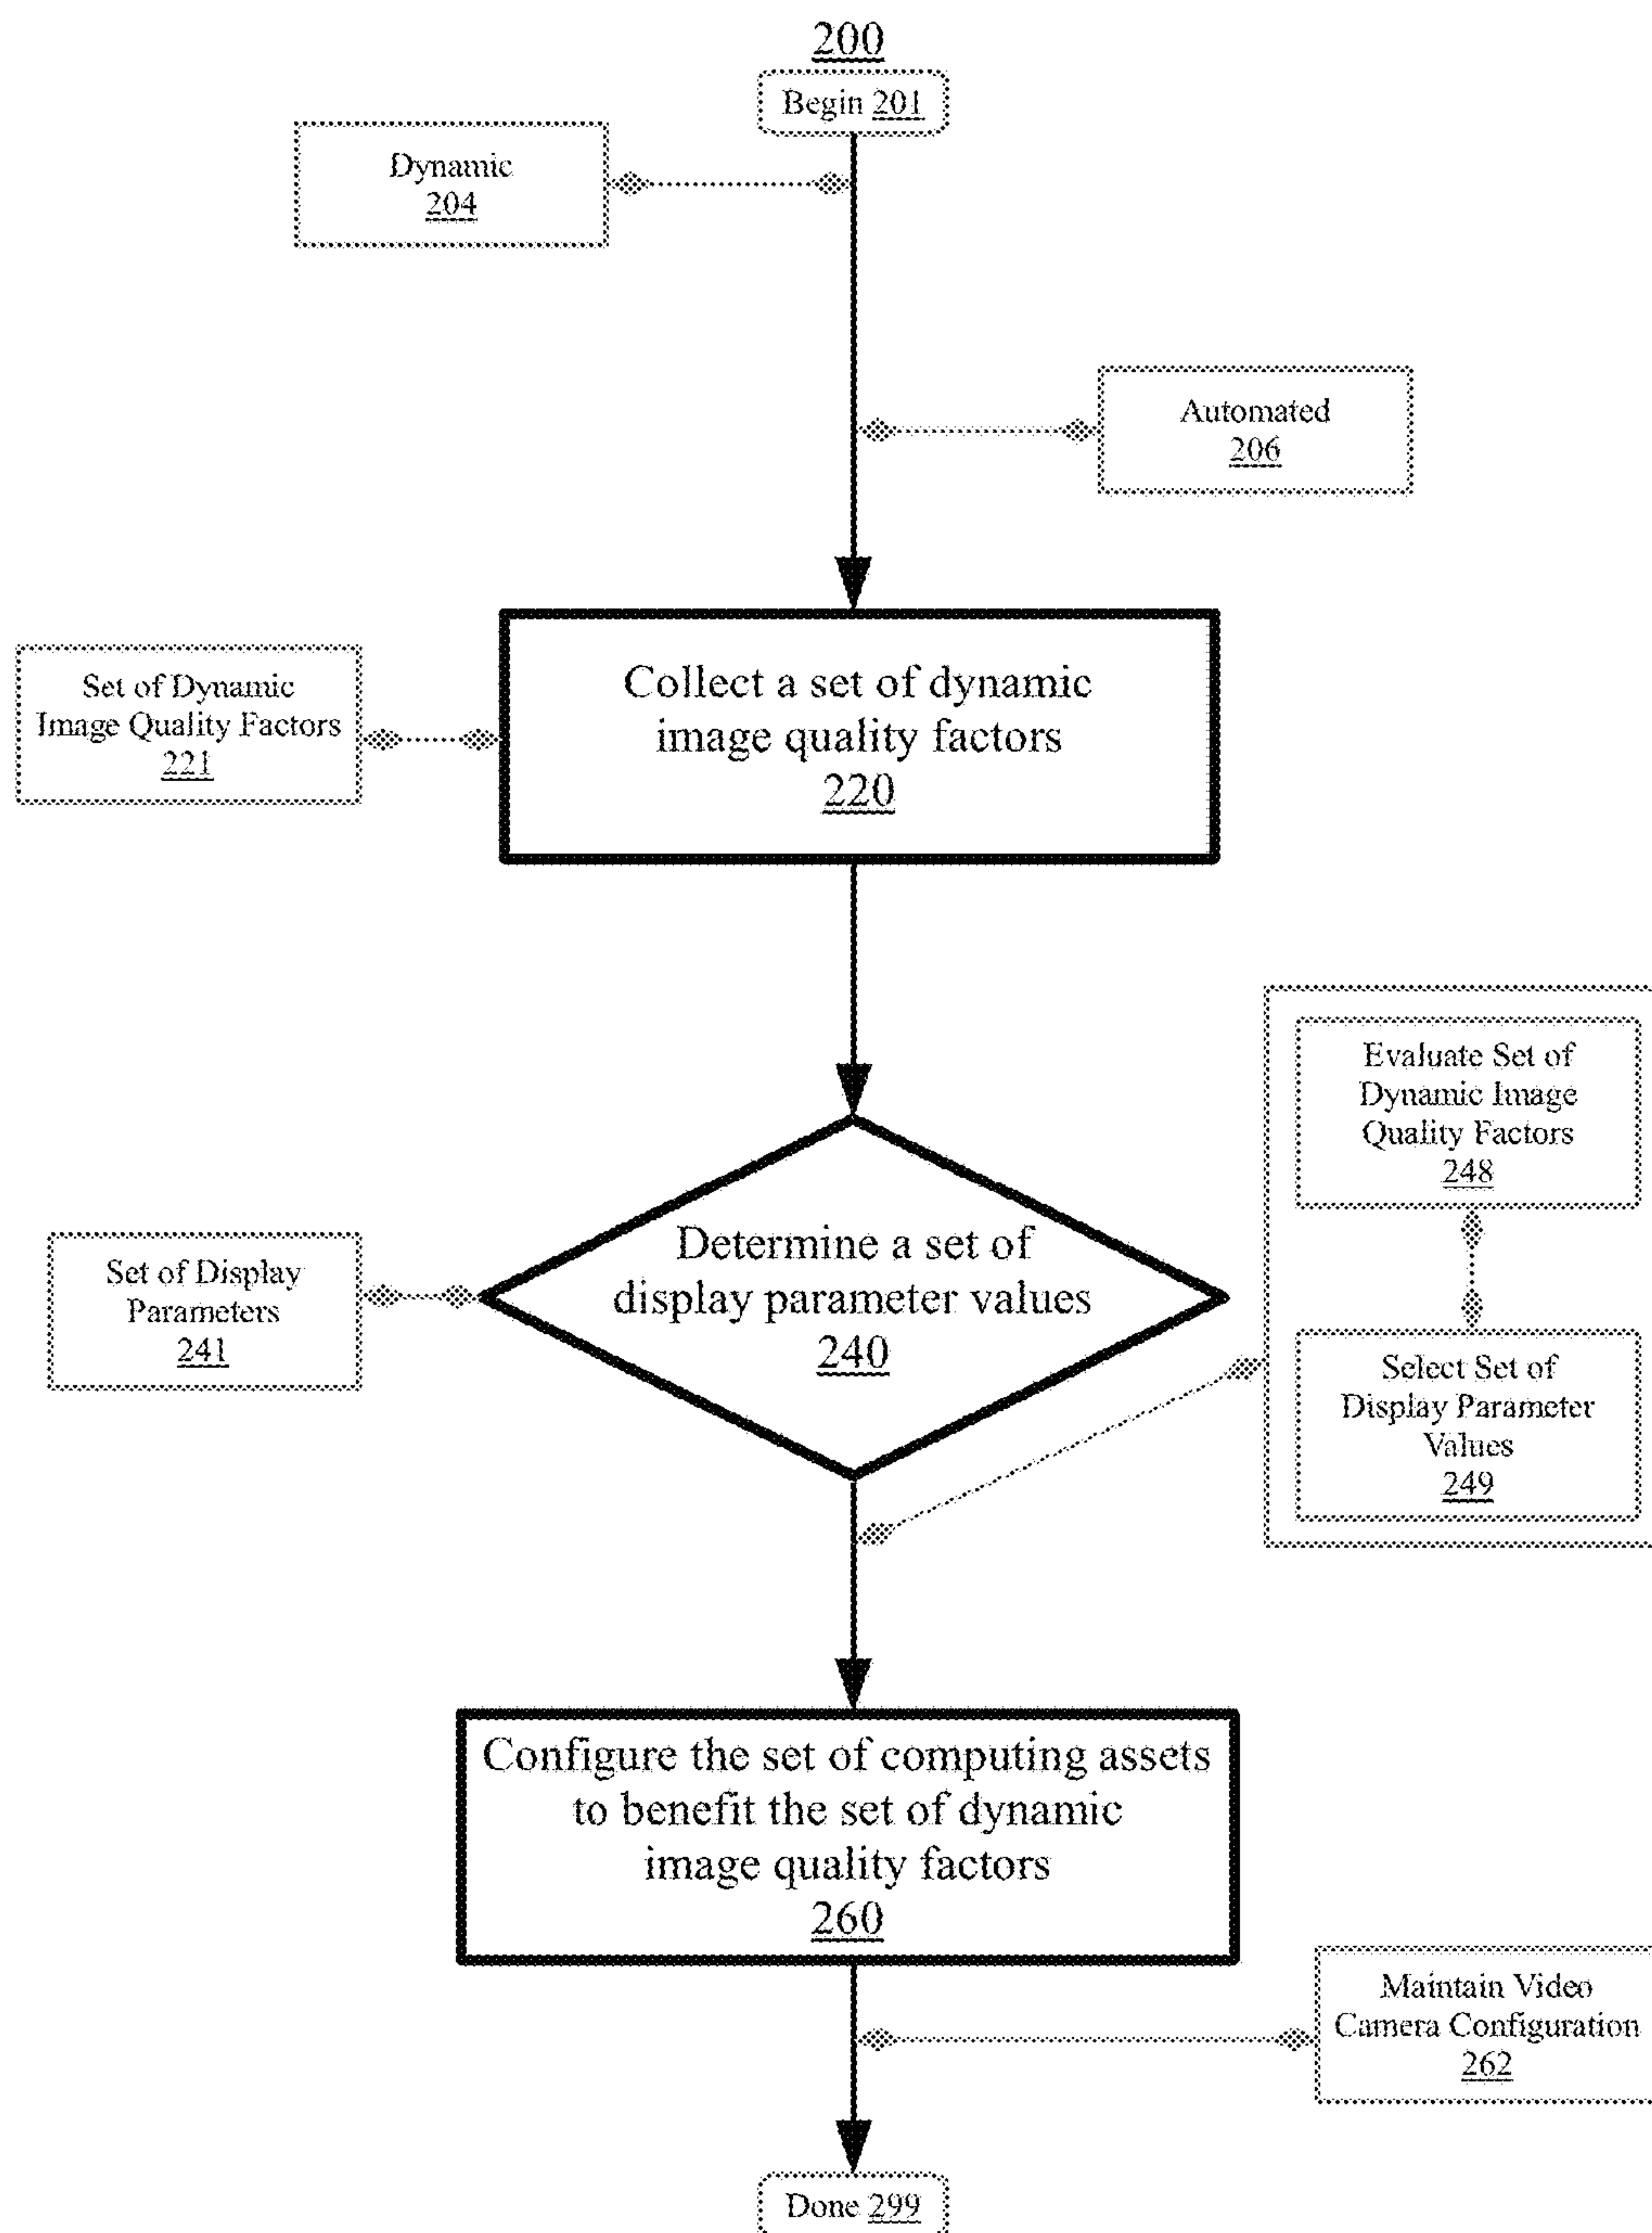 200
Begin 201
Dynamic
204
Automated
206
Collect a set of dynamic
image quality factors
220
Set of Dynamic
Image Quality Factors
221
Evaluate Set of
Dynamic Image
Quality Factors
248
Determine a set of
display parameter values
240
Set of Display
Parameters
241
Select Set of
Display Parameter
Values
249
Configure the set of computing assets
to benefit the set of dynamic
image quality factors
260
Maintain Video
Camera Configuration
262
Done 299